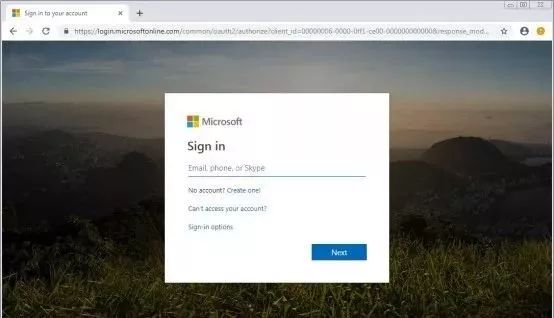 Sign in to your account
https://login.microsoftonline.com/common/oauth2/authorize?client_id=00000006-0000-0ff1-ce00-000000000000&response_mod...
Microsoft
Sign in
Email, phone, or Skype
No account? Create one!
Can't access your account?
Sign-in options
Next